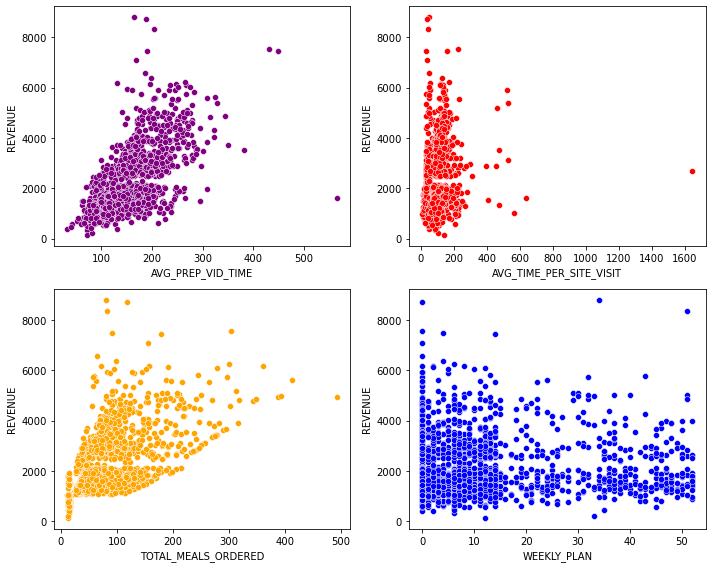 REVENUE
8000
6000
4000
2000
0
100 200 300 400 500
AVG_PREP_VID_TIME
REVENUE
8000
6000
4000
2000
0
0 200 400 600 800 1000 1200 1400 1600
AVG_TIME_PER_SITE_VISIT
REVENUE
8000
6000
4000
2000
0
0 100 200 300 400 500
TOTAL_MEALS_ORDERED
REVENUE
8000
6000
4000
2000
0
0 10 20 30 40 50
WEEKLY_PLAN